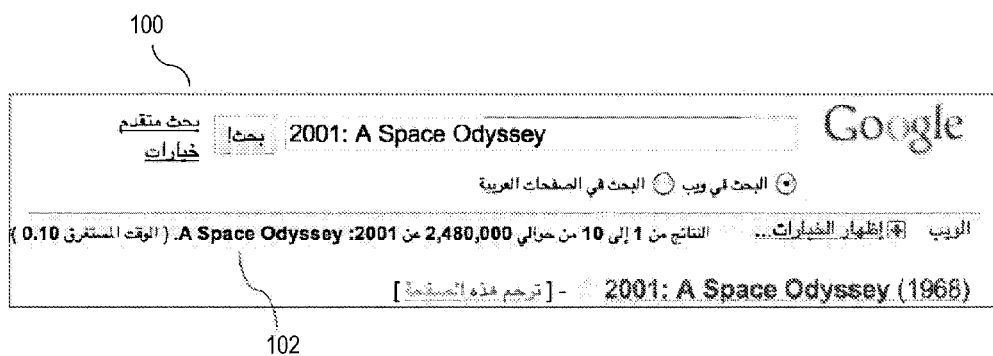 100
Google
2001: A Space Odyssey
بحث!
بحث متقدم
خيارات
البحث في ويب البحث في الصفحات العربية
الويب إظهار الخيارات... النتائج من 1 إلى 10 من حوالي 2,480,000 عن 2001: A Space Odyssey. ( الوقت المستغرق 0.10 )
2001: A Space Odyssey (1968) - [ ترجم هذه الصفحة ]
102